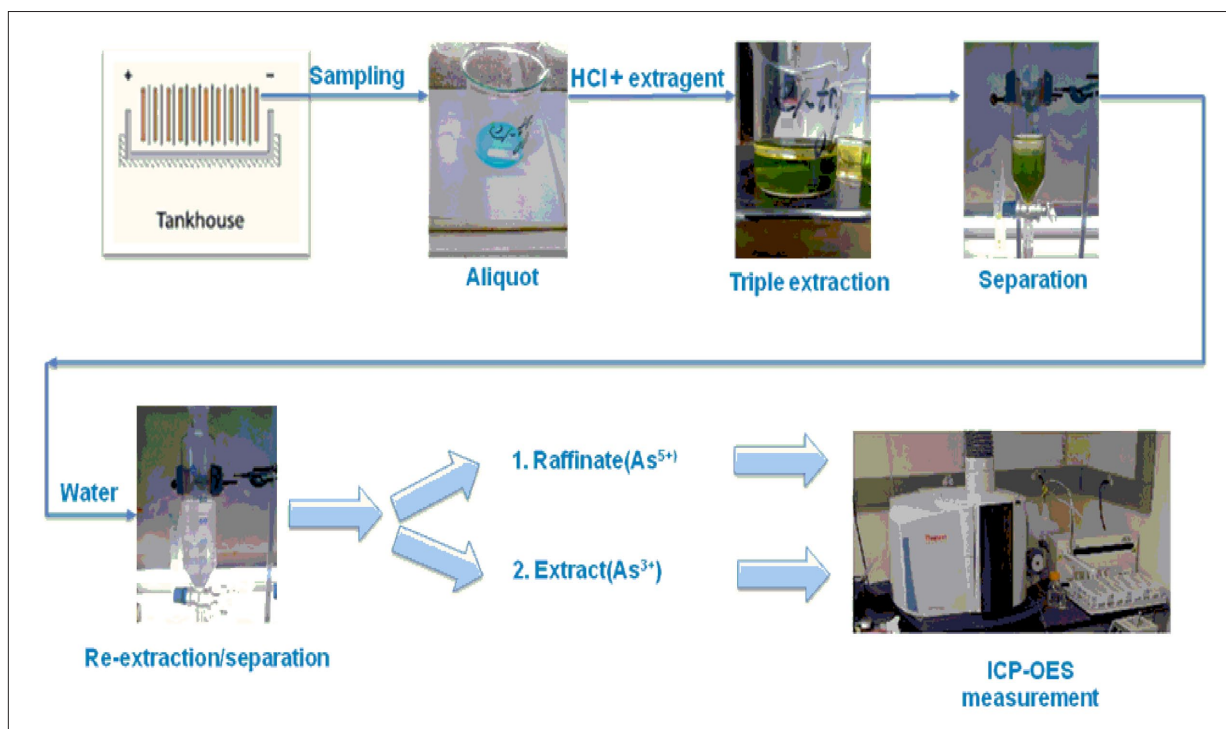 + -
Tankhouse
Sampling
Aliquot
HCl + extragent
Triple extraction
Separation
Water
Re-extraction/separation
1. Raffinate(As⁵⁺)
2. Extract(As³⁺)
ICP-OES
measurement